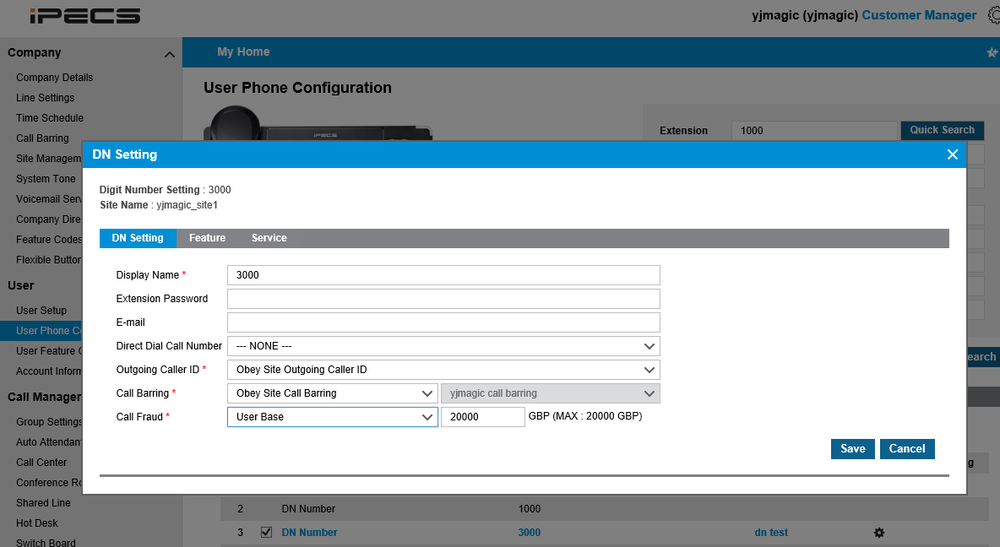 iPECS
yjmagic (yjmagic) Customer Manager
Company
My Home
Company Details
Line Settings
Time Schedule
Call Barring
User Phone Configuration
iPECS
Extension 1000 Quick Search
Site Managem
System Tone
Voicemail Serv
Company Dire
Feature Codes
Flexible Button
User
User Setup
User Phone Co
User Feature
Account Inform
Call Manager
Group Settings
Auto Attendan
Call Center
Conference Ro
Shared Line
Hot Desk
Switch Board
DN Setting
Digit Number Setting : 3000
Site Name : yjmagic_site1
DN Setting Feature Service
Display Name * 3000
Extension Password
E-mail
Direct Dial Call Number --- NONE ---
Outgoing Caller ID * Obey Site Outgoing Caller ID
Call Barring * Obey Site Call Barring yjmagic call barring
Call Fraud * User Base 20000 GBP (MAX : 20000 GBP)
Save Cancel
earch
g
2 DN Number 1000
3 DN Number 3000 dn test